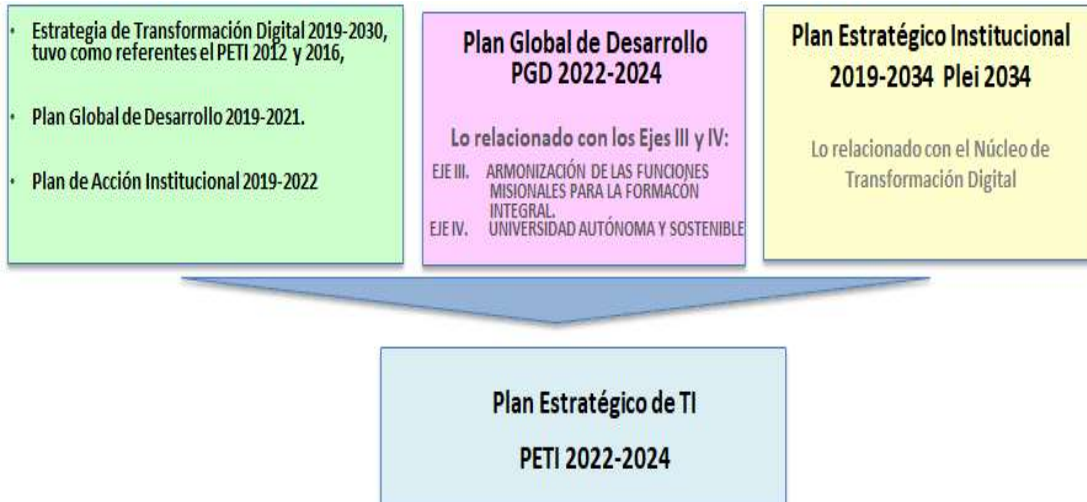 • Estrategia de Transformación Digital 2019-2030,
tuvo como referentes el PETI 2012 y 2016,
• Plan Global de Desarrollo 2019-2021.
• Plan de Acción Institucional 2019-2022
Plan Global de Desarrollo
PGD 2022-2024
Lo relacionado con los Ejes III y IV:
EJE III. ARMONIZACIÓN DE LAS FUNCIONES
MISIONALES PARA LA FORMACÓN
INTEGRAL.
EJE IV. UNIVERSIDAD AUTÓNOMA Y SOSTENIBLE
Plan Estratégico Institucional
2019-2034 Plei 2034
Lo relacionado con el Núcleo de
Transformación Digital
Plan Estratégico de TI
PETI 2022-2024